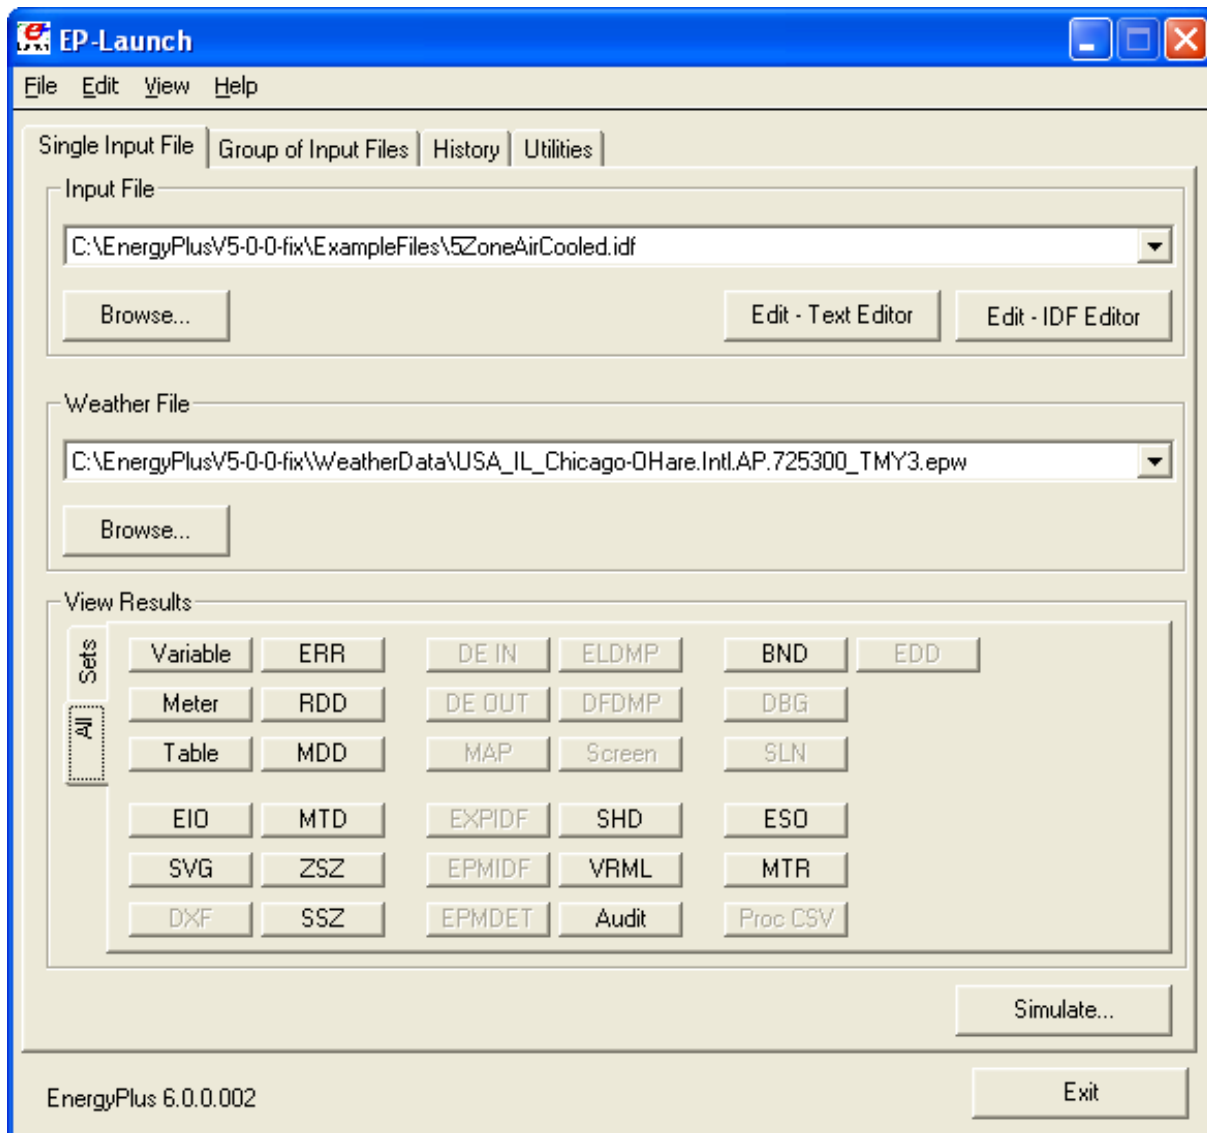 EP-Launch
File Edit View Help
Single Input File Group of Input Files History Utilities
Input File
C:\EnergyPlusV5-0-0-fix\ExampleFiles\5ZoneAirCooled.idf
Browse... Edit - Text Editor Edit - IDF Editor
Weather File
C:\EnergyPlusV5-0-0-fix\WeatherData\USA_IL_Chicago-OHare.Intl.AP.725300_TMY3.epw
Browse...
View Results
Sets
All
Variable ERR DE IN ELDMP BND EDD
Meter RDD DE OUT DFDMP DBG
Table MDD MAP Screen SLN
EIO MTD EXPIDF SHD ESO
SVG ZSZ EPMIDF VRML MTR
DXF SSZ EPMDET Audit Proc CSV
Simulate...
EnergyPlus 6.0.0.002 Exit